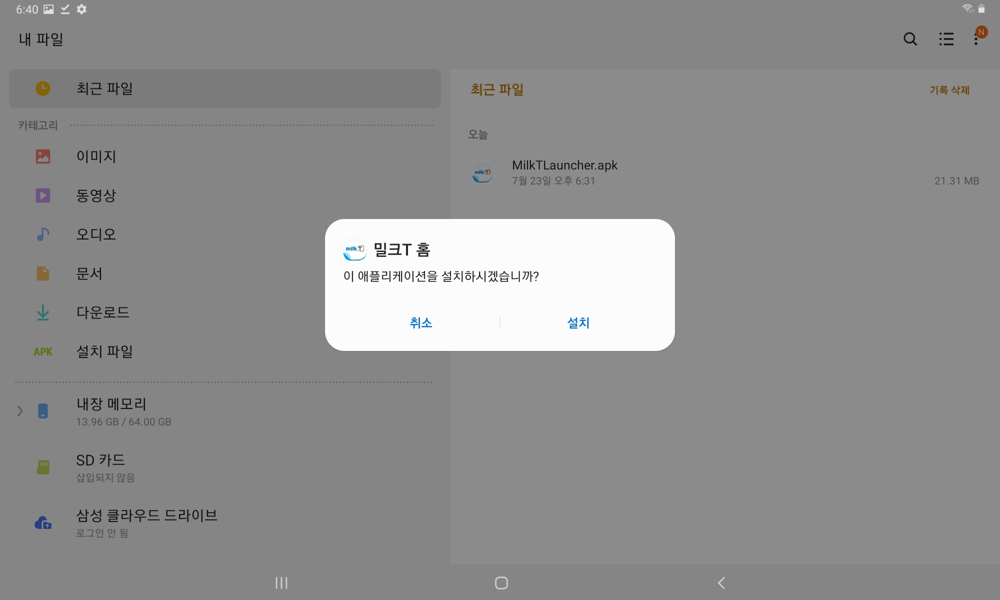 6:40
내 파일
N
최근 파일
카테고리
이미지
동영상
오디오
문서
다운로드
APK 설치 파일
내장 메모리
13.96 GB / 64.00 GB
SD 카드
삽입되지 않음
삼성 클라우드 드라이브
로그인 안 됨
최근 파일
기록 삭제
오늘
milk T
MilkTLauncher.apk
7월 23일 오후 6:31
21.31 MB
milk T
밀크T 홈
이 애플리케이션을 설치하시겠습니까?
취소
설치